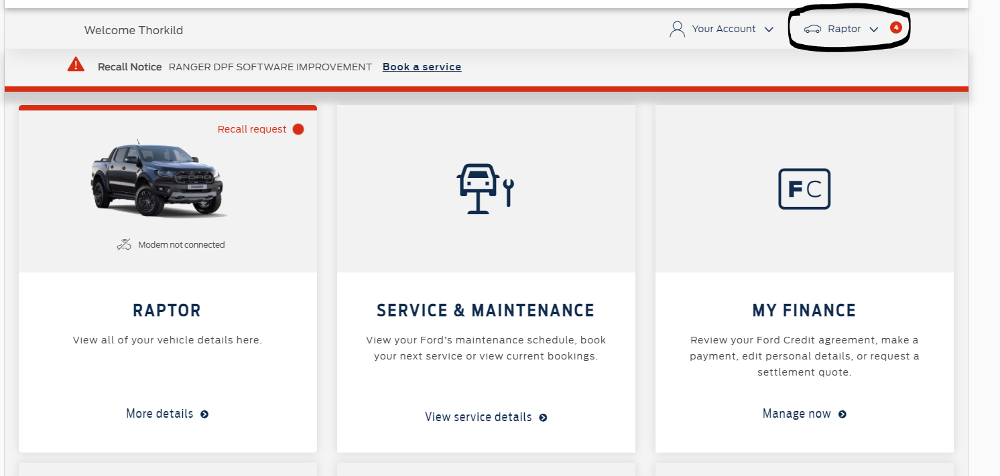 Welcome Thorkild
Your Account
Raptor
4
Recall Notice RANGER DPF SOFTWARE IMPROVEMENT Book a service
Recall request
FORD
RANGER
Modem not connected
RAPTOR
View all of your vehicle details here.
More details
SERVICE & MAINTENANCE
View your Ford's maintenance schedule, book
your next service or view current bookings.
View service details
FC
MY FINANCE
Review your Ford Credit agreement, make a
payment, edit personal details, or request a
settlement quote.
Manage now